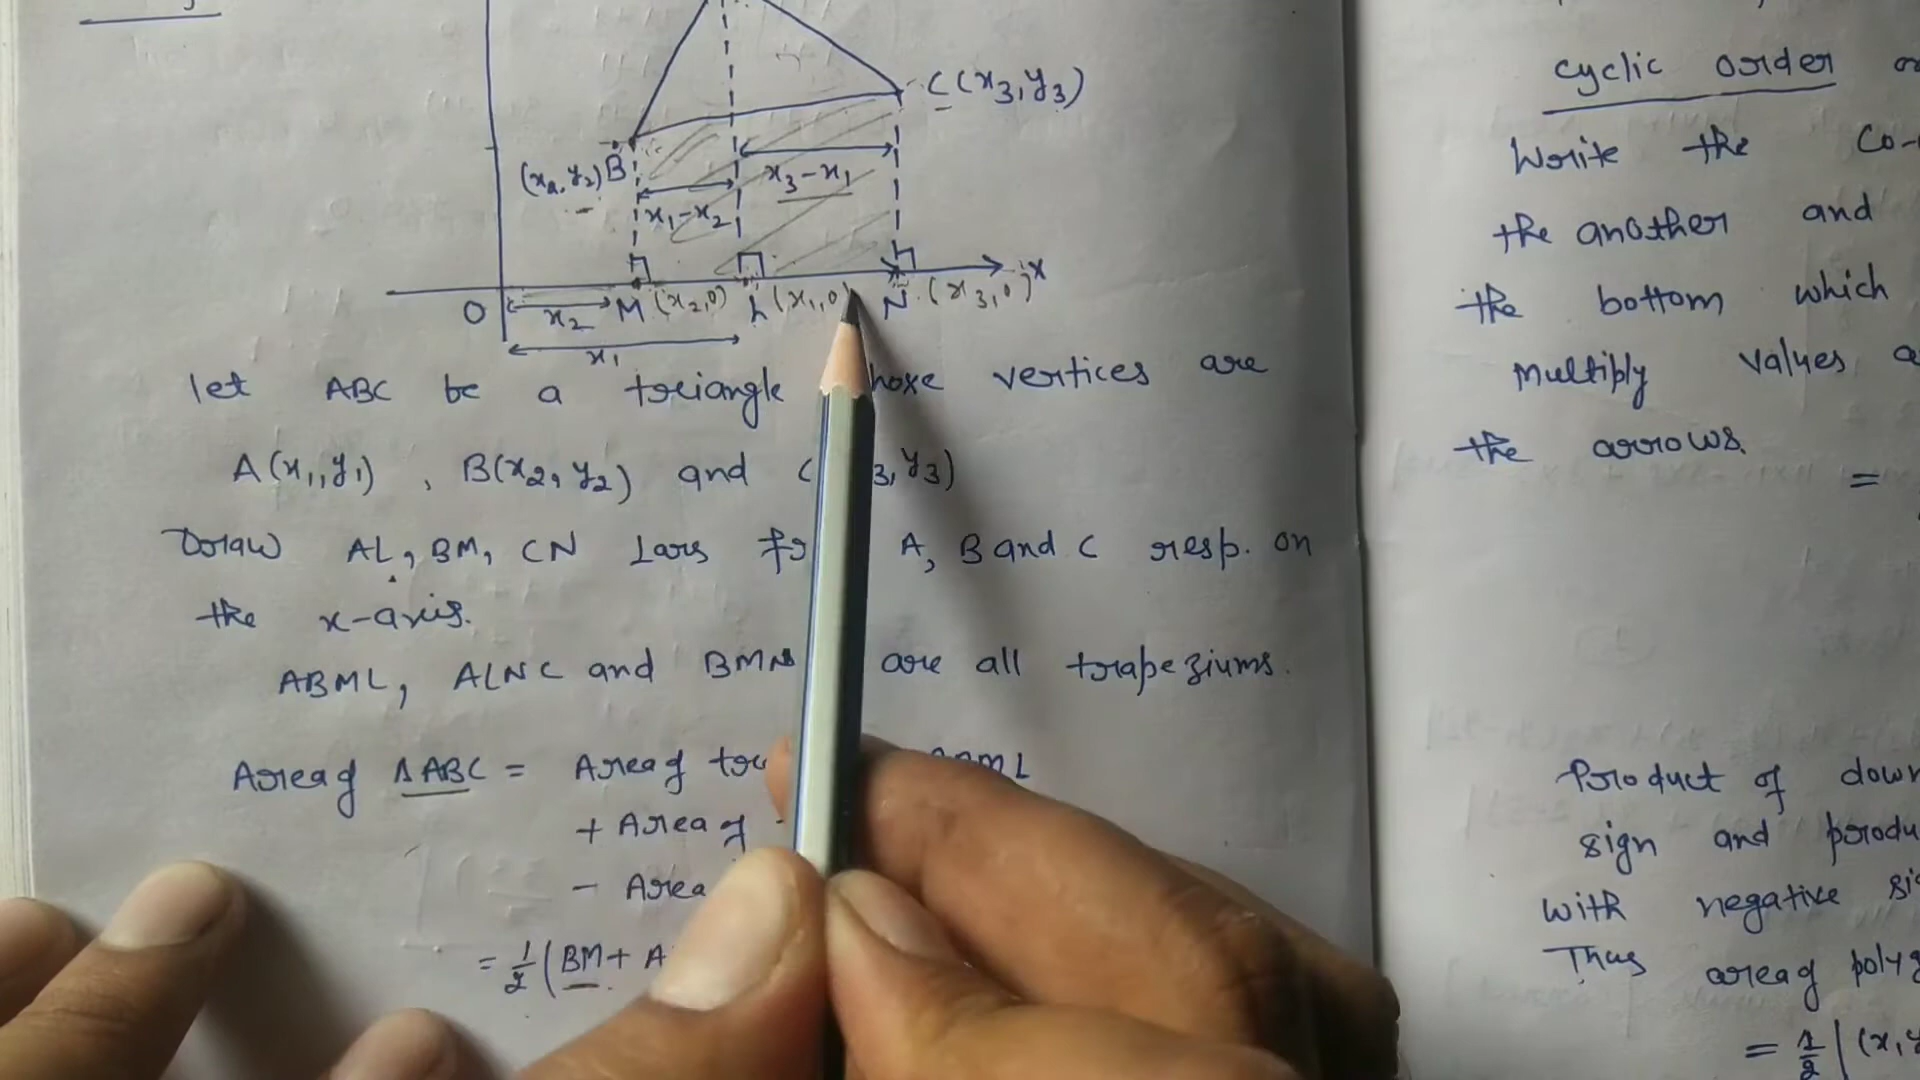 C(x3,y3)
(x2,y2)B
x3-x1
x1-x2
x
O
x2
M(x2,0)
L(x1,0)
N(x3,0)
x1
let ABC be a triangle whose vertices are
A(x1,y1), B(x2,y2) and C 3,y3)
Draw AL, BM, CN Lars A, B and C resp. on
the x-axis.
ABML, ALNC and BMN are all trapeziums.
Area of ΔABC = Area of ML
+ Area of
- Area
= 1/2 (BM+ A
Cyclic order
Write the Co-
the another and
the bottom which
multiply values
the arrows.
=
Product of down
sign and produ
with negative
Thus area of poly
= 1/2 | (x1